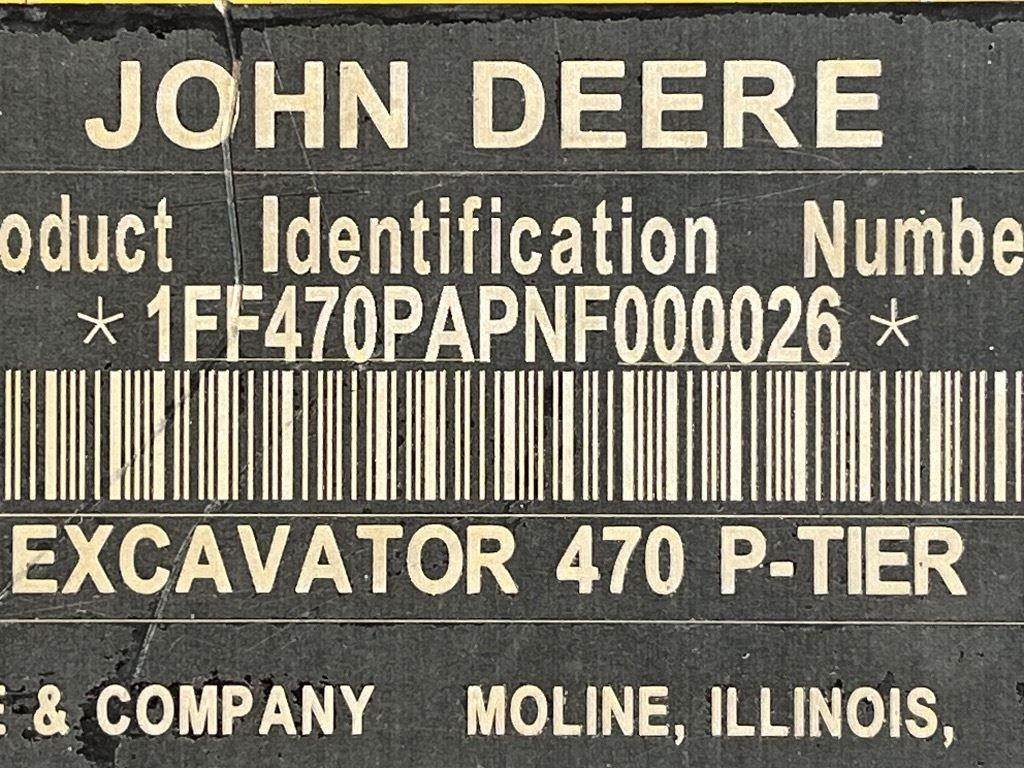 JOHN DEERE
oduct Identification Numbe
*1FF470PAPNF000026*
EXCAVATOR 470 P-TIER
E & COMPANY MOLINE, ILLINOIS,